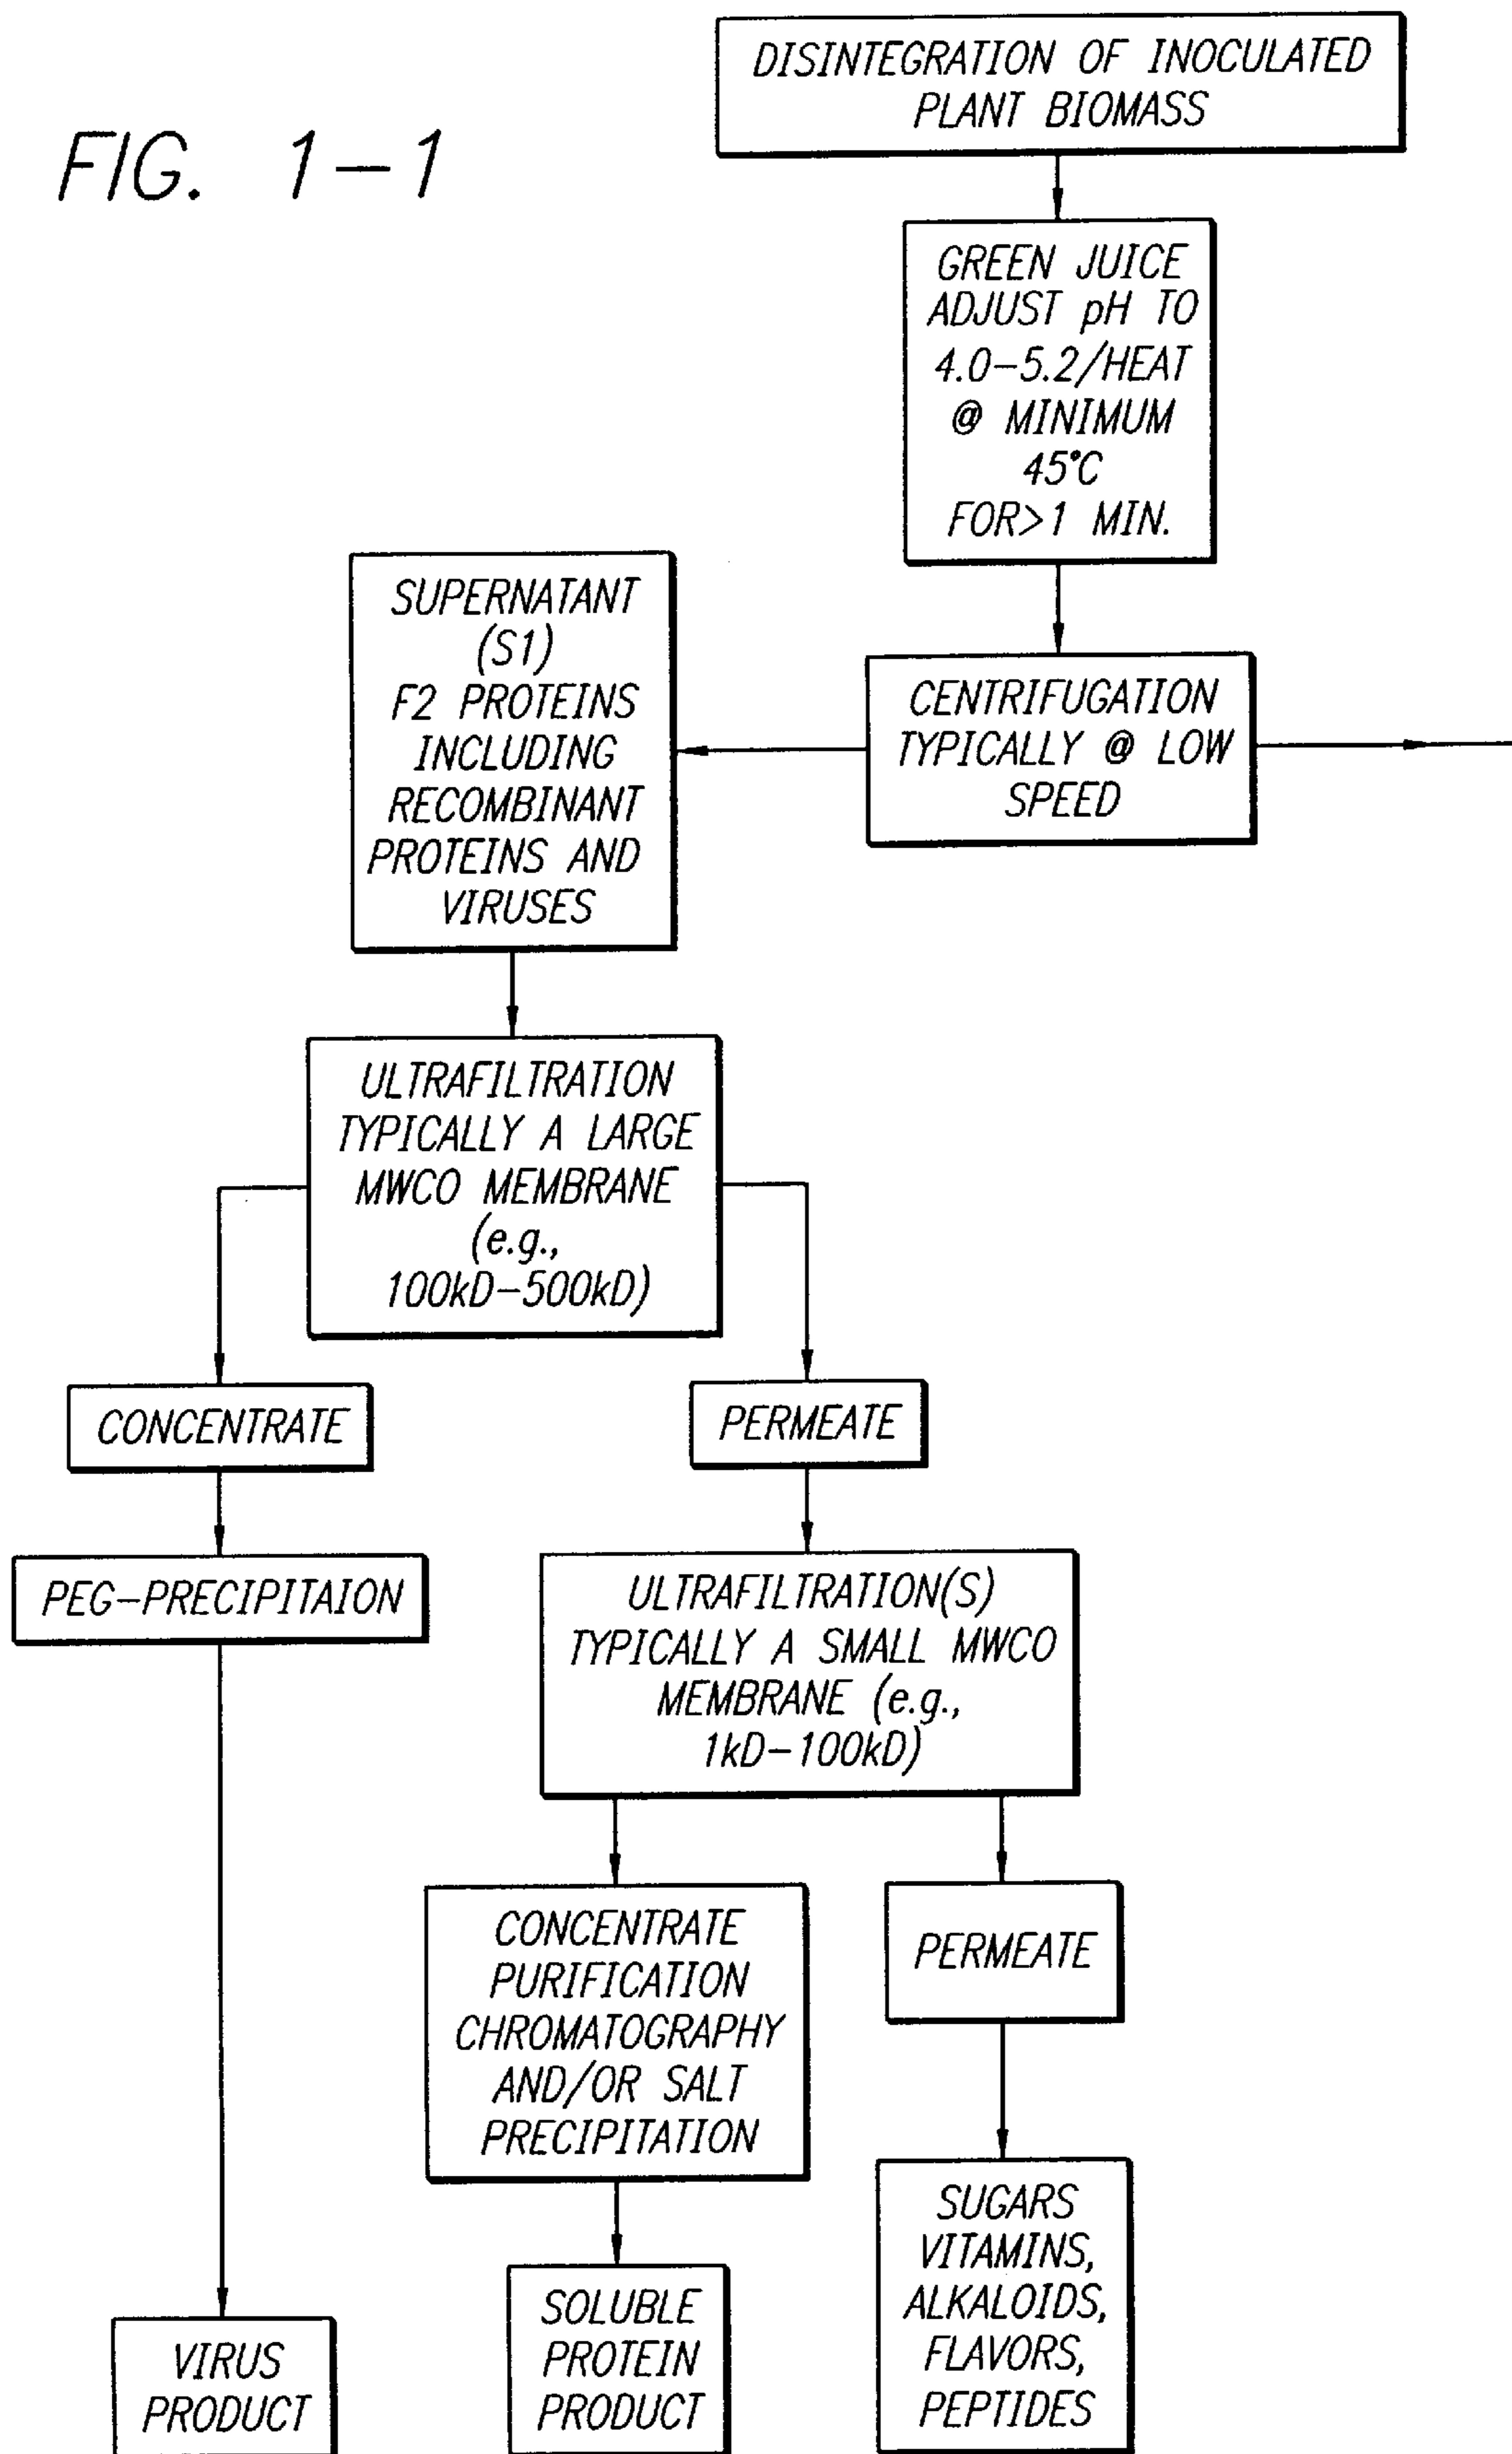 FIG. 1-1
DISINTEGRATION OF INOCULATED
PLANT BIOMASS
GREEN JUICE
ADJUST pH TO
4.0-5.2/HEAT
@ MINIMUM
45°C
FOR>1 MIN.
CENTRIFUGATION
TYPICALLY @ LOW
SPEED
SUPERNATANT
(S1)
F2 PROTEINS
INCLUDING
RECOMBINANT
PROTEINS AND
VIRUSES
ULTRAFILTRATION
TYPICALLY A LARGE
MWCO MEMBRANE
(e.g.,
100kD-500kD)
CONCENTRATE
PERMEATE
PEG-PRECIPITAION
ULTRAFILTRATION(S)
TYPICALLY A SMALL MWCO
MEMBRANE (e.g.,
1kD-100kD)
CONCENTRATE
PURIFICATION
CHROMATOGRAPHY
AND/OR SALT
PRECIPITATION
PERMEATE
VIRUS
PRODUCT
SOLUBLE
PROTEIN
PRODUCT
SUGARS
VITAMINS,
ALKALOIDS,
FLAVORS,
PEPTIDES